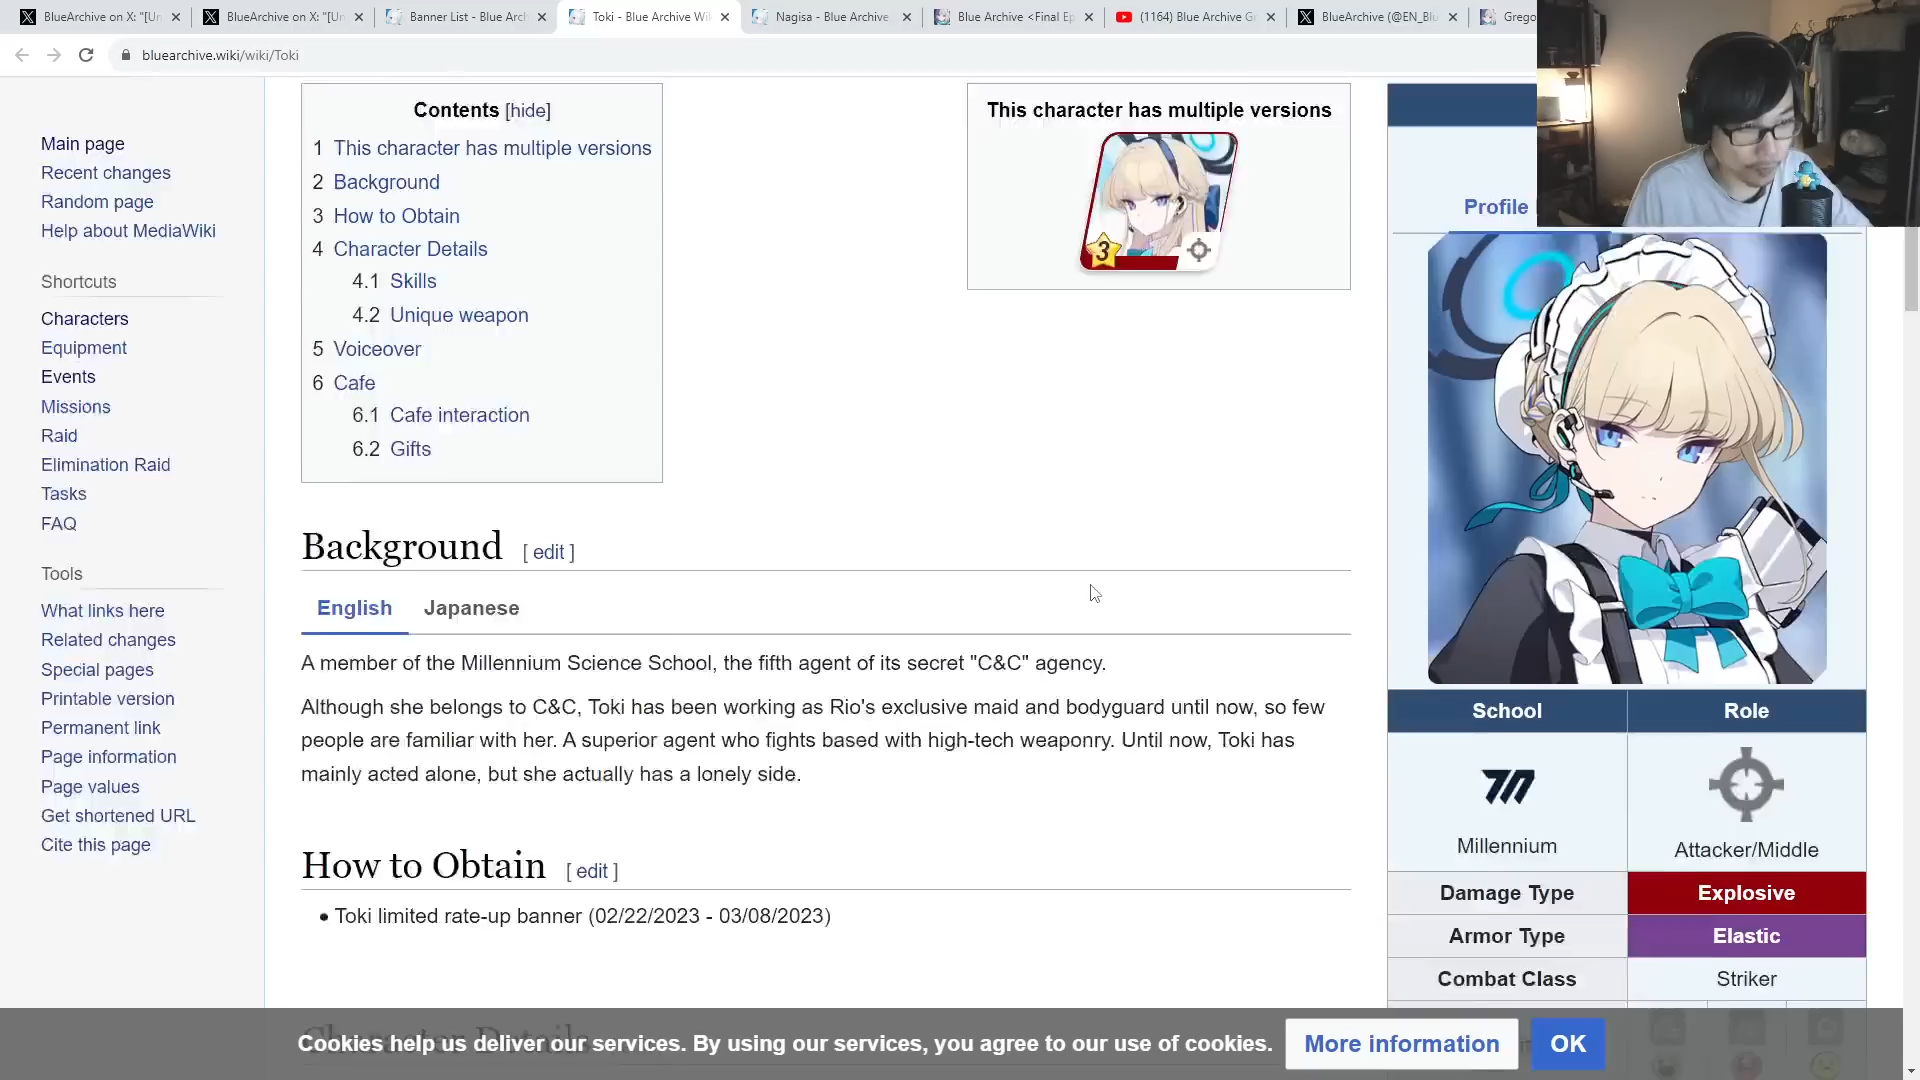 BlueArchive on X: "[Un
BlueArchive on X: "[Un
Banner List - Blue Arch
Toki - Blue Archive Wi
Nagisa - Blue Archive
Blue Archive <Final Ep
(1164) Blue Archive G
BlueArchive (@EN_Blu
Grego
bluearchive.wiki/wiki/Toki
Main page
Recent changes
Random page
Help about MediaWiki
Shortcuts
Characters
Equipment
Events
Missions
Raid
Elimination Raid
Tasks
FAQ
Tools
What links here
Related changes
Special pages
Printable version
Permanent link
Page information
Page values
Get shortened URL
Cite this page
Contents [hide]
1 This character has multiple versions
2 Background
3 How to Obtain
4 Character Details
4.1 Skills
4.2 Unique weapon
5 Voiceover
6 Cafe
6.1 Cafe interaction
6.2 Gifts
This character has multiple versions
3
Background [ edit ]
English Japanese
A member of the Millennium Science School, the fifth agent of its secret "C&C" agency.
Although she belongs to C&C, Toki has been working as Rio's exclusive maid and bodyguard until now, so few
people are familiar with her. A superior agent who fights based with high-tech weaponry. Until now, Toki has
mainly acted alone, but she actually has a lonely side.
How to Obtain [ edit ]
• Toki limited rate-up banner (02/22/2023 - 03/08/2023)
Character Details
Profile
School Role
Millennium Attacker/Middle
Damage Type Explosive
Armor Type Elastic
Combat Class Striker
Cookies help us deliver our services. By using our services, you agree to our use of cookies.
More information
OK